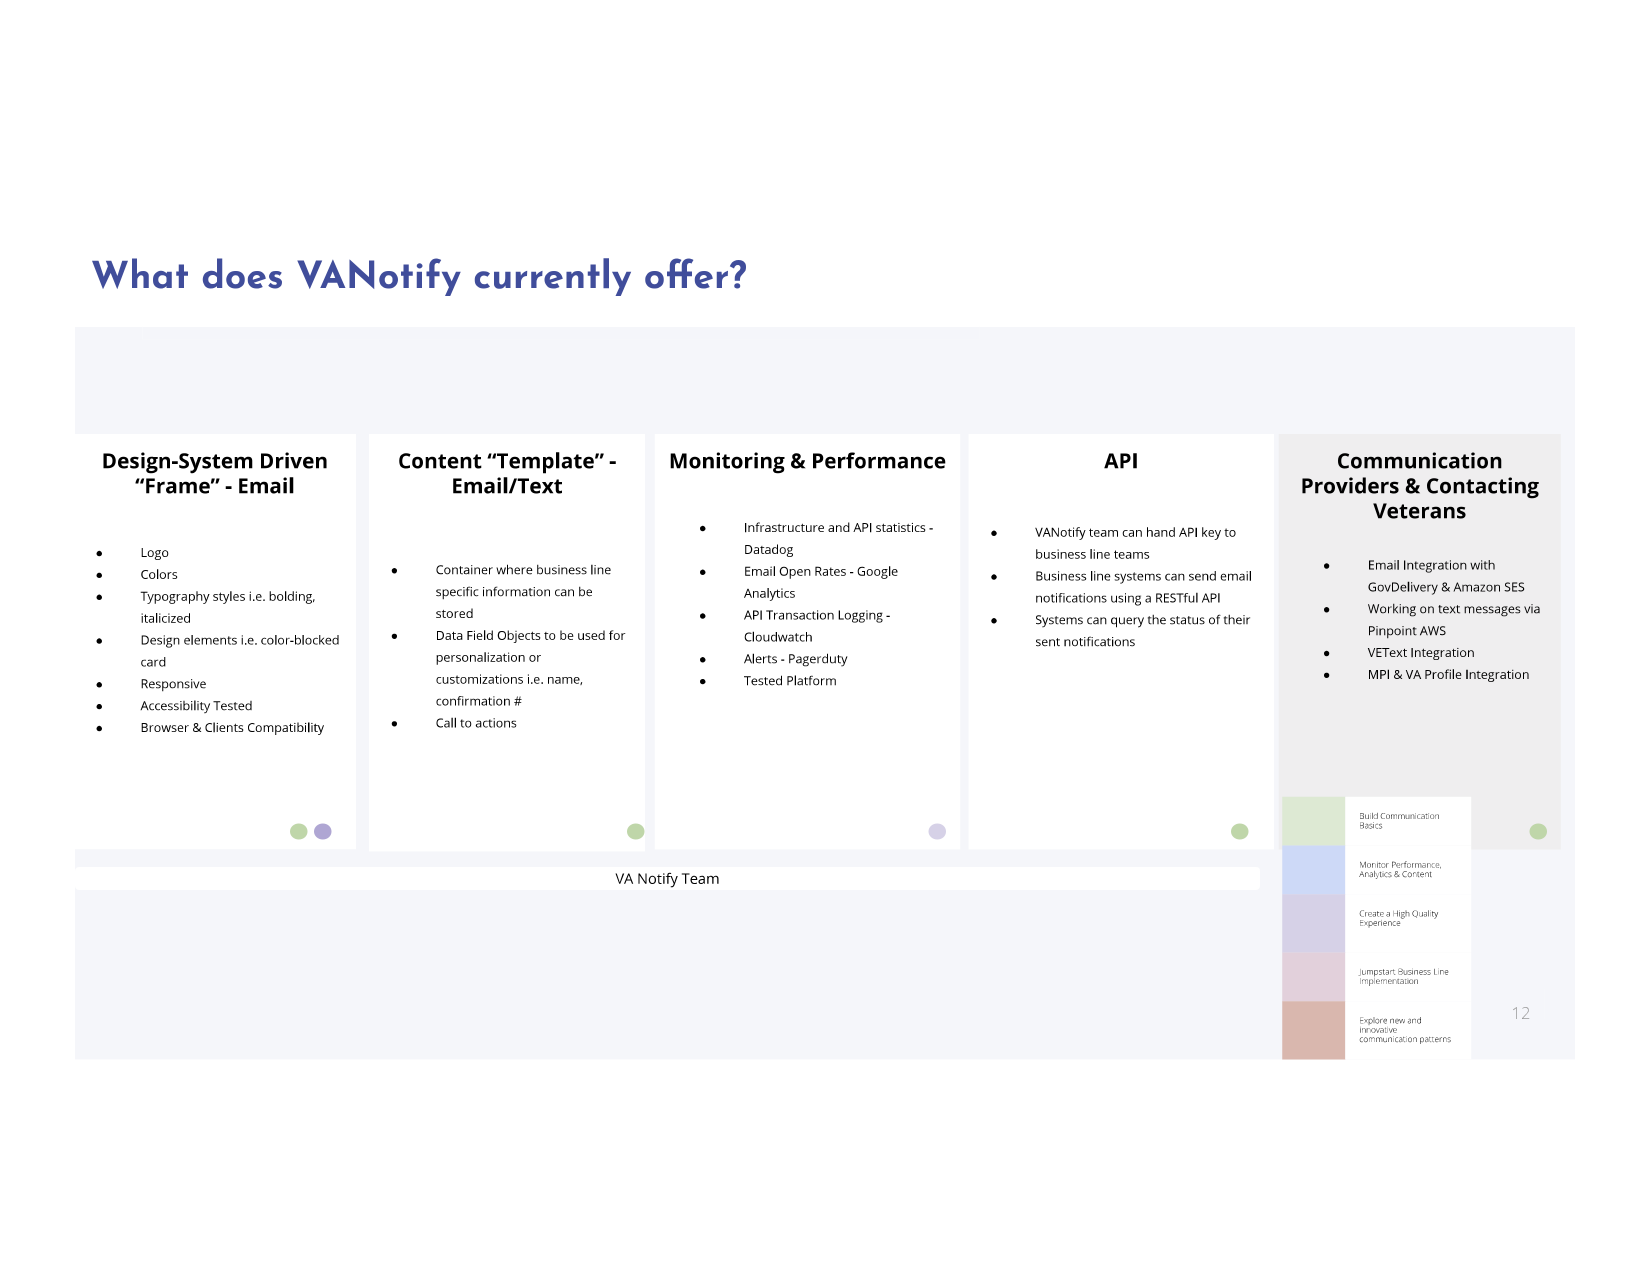 What does VANotify currently offer?
Design-System Driven
“Frame” - Email
● Logo
● Colors
● Typography styles i.e. bolding,
italicized
● Design elements i.e. color-blocked
card
● Responsive
● Accessibility Tested
● Browser & Clients Compatibility
Content “Template” -
Email/Text
● Container where business line
specific information can be
stored
● Data Field Objects to be used for
personalization or
customizations i.e. name,
confirmation #
● Call to actions
Monitoring & Performance
● Infrastructure and API statistics -
Datadog
● Email Open Rates - Google
Analytics
● API Transaction Logging -
Cloudwatch
● Alerts - Pagerduty
● Tested Platform
API
● VANotify team can hand API key to
business line teams
● Business line systems can send email
notifications using a RESTful API
● Systems can query the status of their
sent notifications
Communication
Providers & Contacting
Veterans
● Email Integration with
GovDelivery & Amazon SES
● Working on text messages via
Pinpoint AWS
● VEText Integration
● MPI & VA Profile Integration
VA Notify Team
Build Communication
Basics
Monitor Performance,
Analytics & Content
Create a High Quality
Experience
Jumpstart Business Line
Implementation
Explore new and
innovative
communication patterns
12